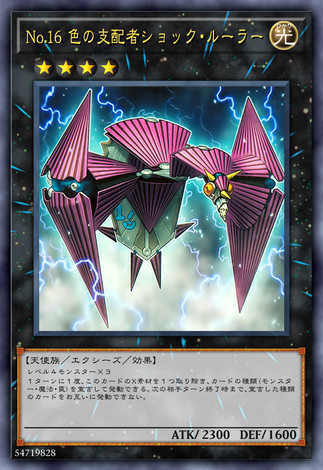 No.16 色の支配者ショック・ルーラー
光
16
【天使族／エクシーズ／効果】
レベル４モンスター×３
１ターンに１度、このカードのX素材を１つ取り除き、カードの種類(モンス
ター・魔法・罠)を宣言して発動できる。次の相手ターン終了時まで、宣言した種類
のカードをお互いに発動できない。
ATK/ 2300 DEF/ 1600
54719828